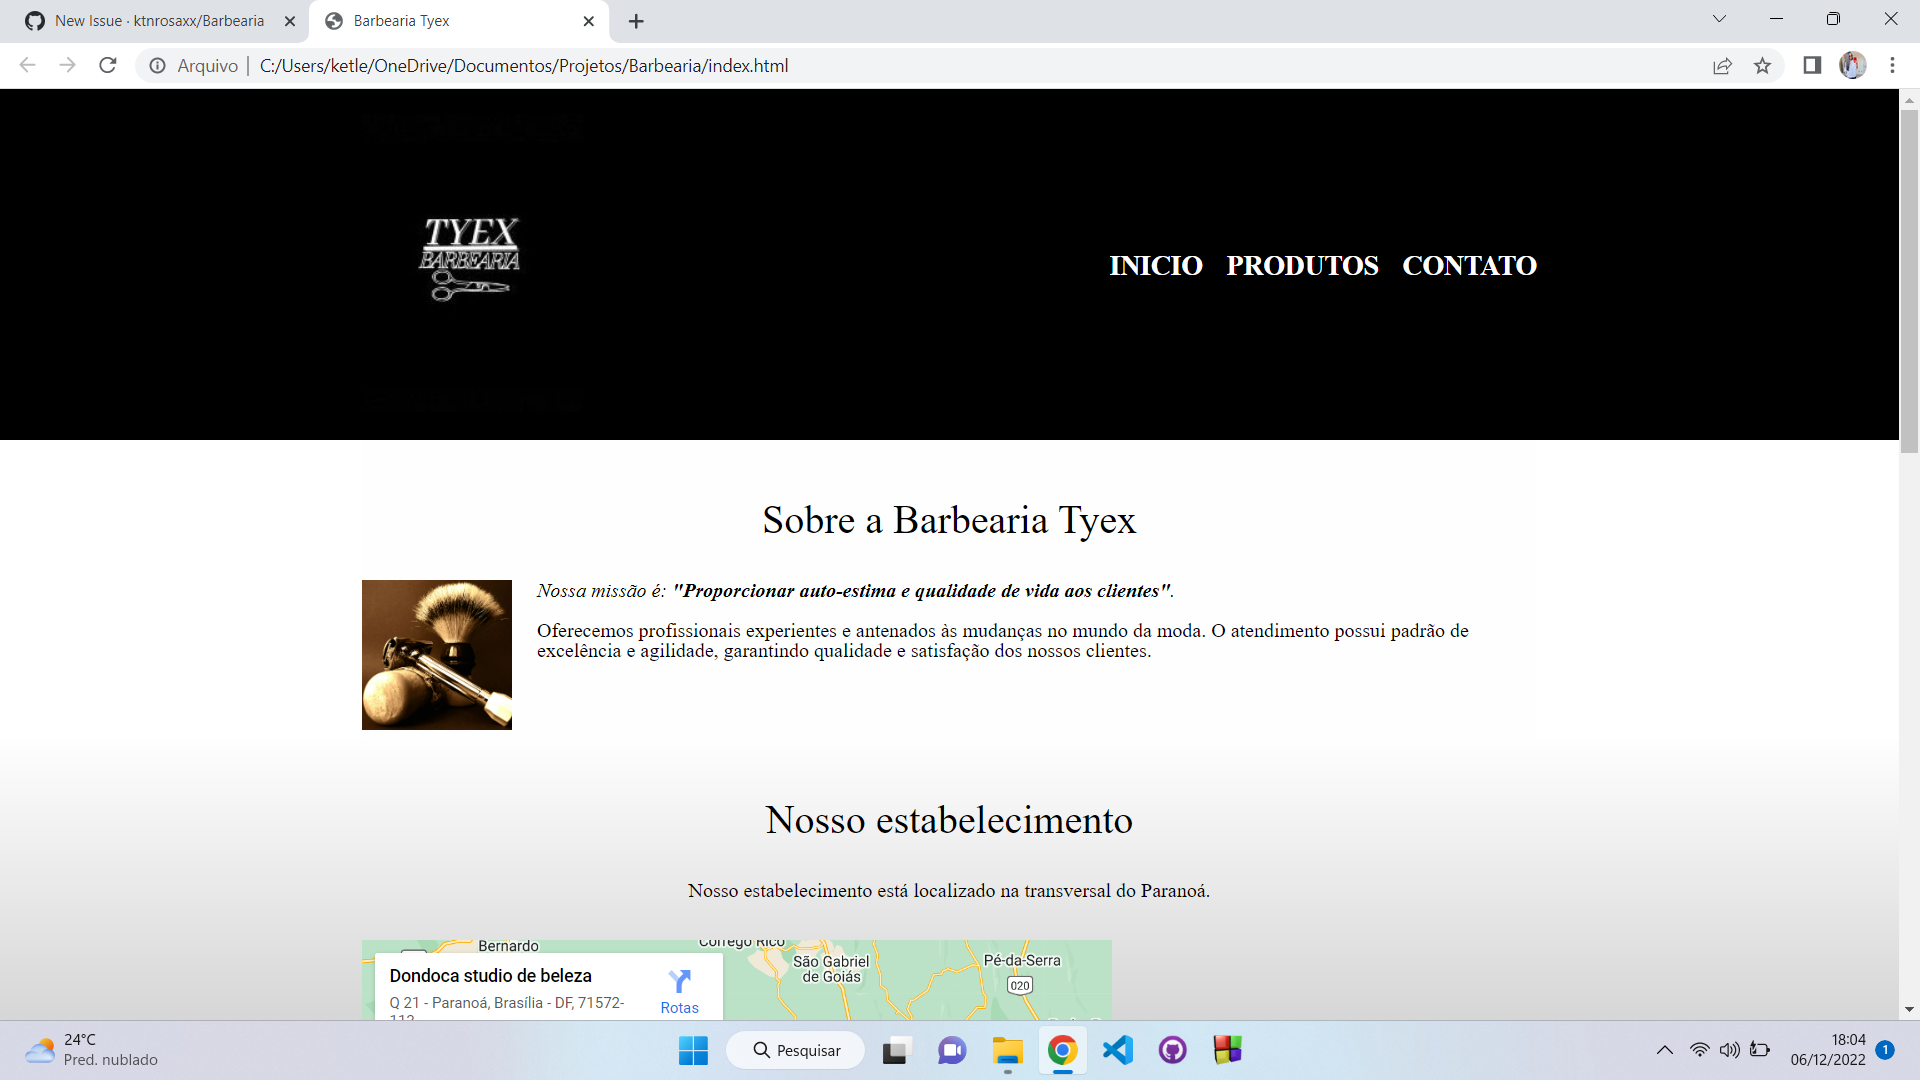 New Issue · ktnrosaxx/Barbearia
Barbearia Tyex
Arquivo
C:/Users/ketle/OneDrive/Documentos/Projetos/Barbearia/index.html
TYEX
BARBEARIA
INICIO PRODUTOS CONTATO
Sobre a Barbearia Tyex
Nossa missão é: "Proporcionar auto-estima e qualidade de vida aos clientes".
Oferecemos profissionais experientes e antenados às mudanças no mundo da moda. O atendimento possui padrão de
excelência e agilidade, garantindo qualidade e satisfação dos nossos clientes.
Nosso estabelecimento
Nosso estabelecimento está localizado na transversal do Paranoá.
Bernardo
Córrego Rico
São Gabriel
de Goiás
Pé-da-Serra
020
Dondoca studio de beleza
Q 21 - Paranoá, Brasília - DF, 71572-
Rotas
24°C
Pred. nublado
Pesquisar
18:04
06/12/2022
1